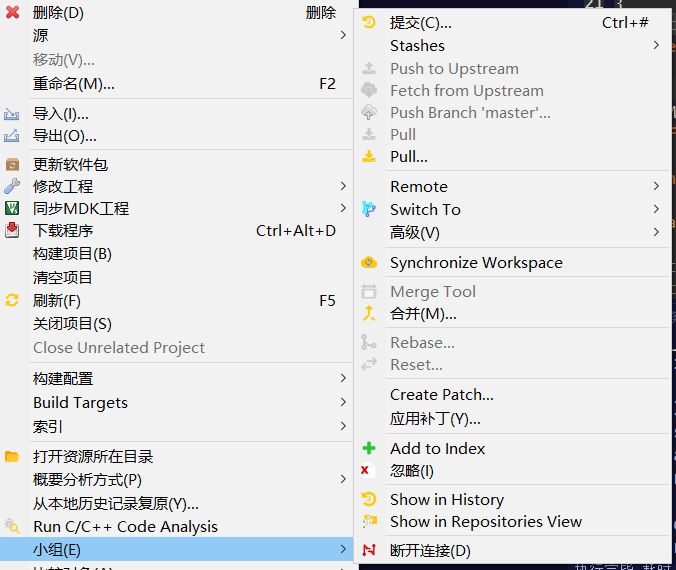 删除(D) 删除
源
移动(V)...
重命名(M)... F2
导入(I)...
导出(O)...
更新软件包
修改工程
同步MDK工程
下载程序 Ctrl+Alt+D
构建项目(B)
清空项目
刷新(F) F5
关闭项目(S)
Close Unrelated Project
构建配置
Build Targets
索引
打开资源所在目录
概要分析方式(P)
从本地历史记录复原(Y)...
Run C/C++ Code Analysis
小组(E)
提交(C)... Ctrl+#
Stashes
Push to Upstream
Fetch from Upstream
Push Branch 'master'...
Pull
Pull...
Remote
Switch To
高级(V)
Synchronize Workspace
Merge Tool
合并(M)...
Rebase...
Reset...
Create Patch...
应用补丁(Y)...
Add to Index
忽略(I)
Show in History
Show in Repositories View
断开连接(D)